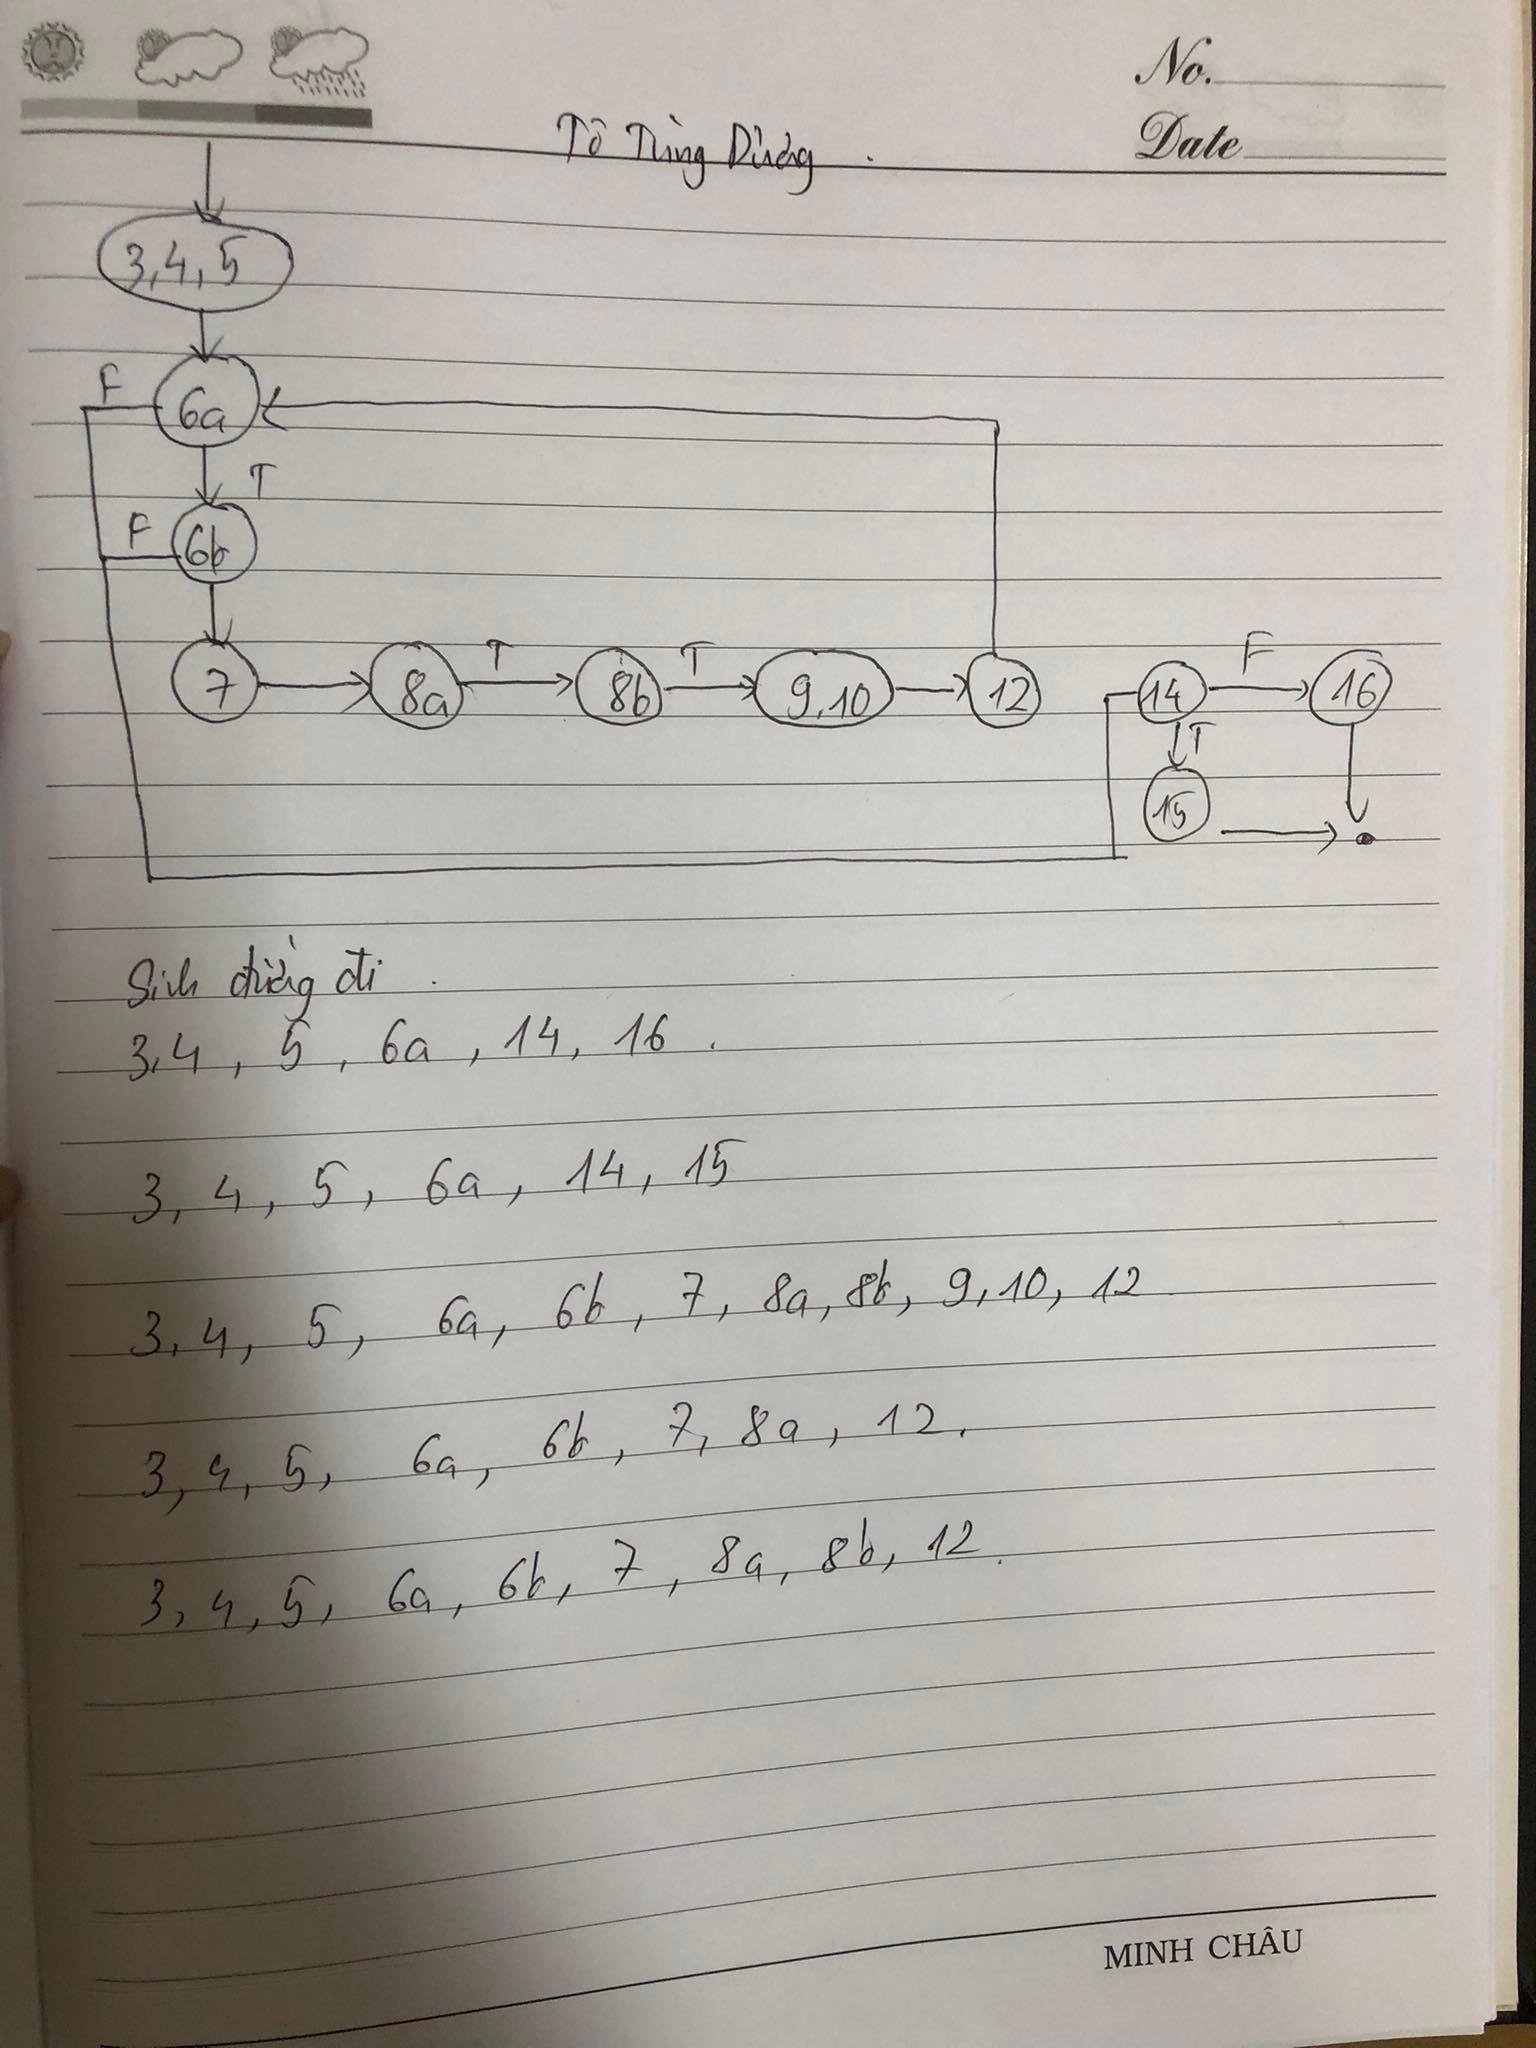 No.
Date
Tô Tùng Dương.
3,4,5
F
6a
T
F
6b
7
8a
T
8b
T
9,10
12
14
F
16
T
15
Sinh đường đi.
3,4, 5, 6a, 14, 16.
3, 4, 5, 6a, 14, 15
3, 4, 5, 6a, 6b, 7, 8a, 8b, 9, 10, 12
3, 4, 5, 6a, 6b, 7, 8a, 12.
3, 4, 5, 6a, 6b, 7, 8a, 8b, 12.
MINH CHÂU